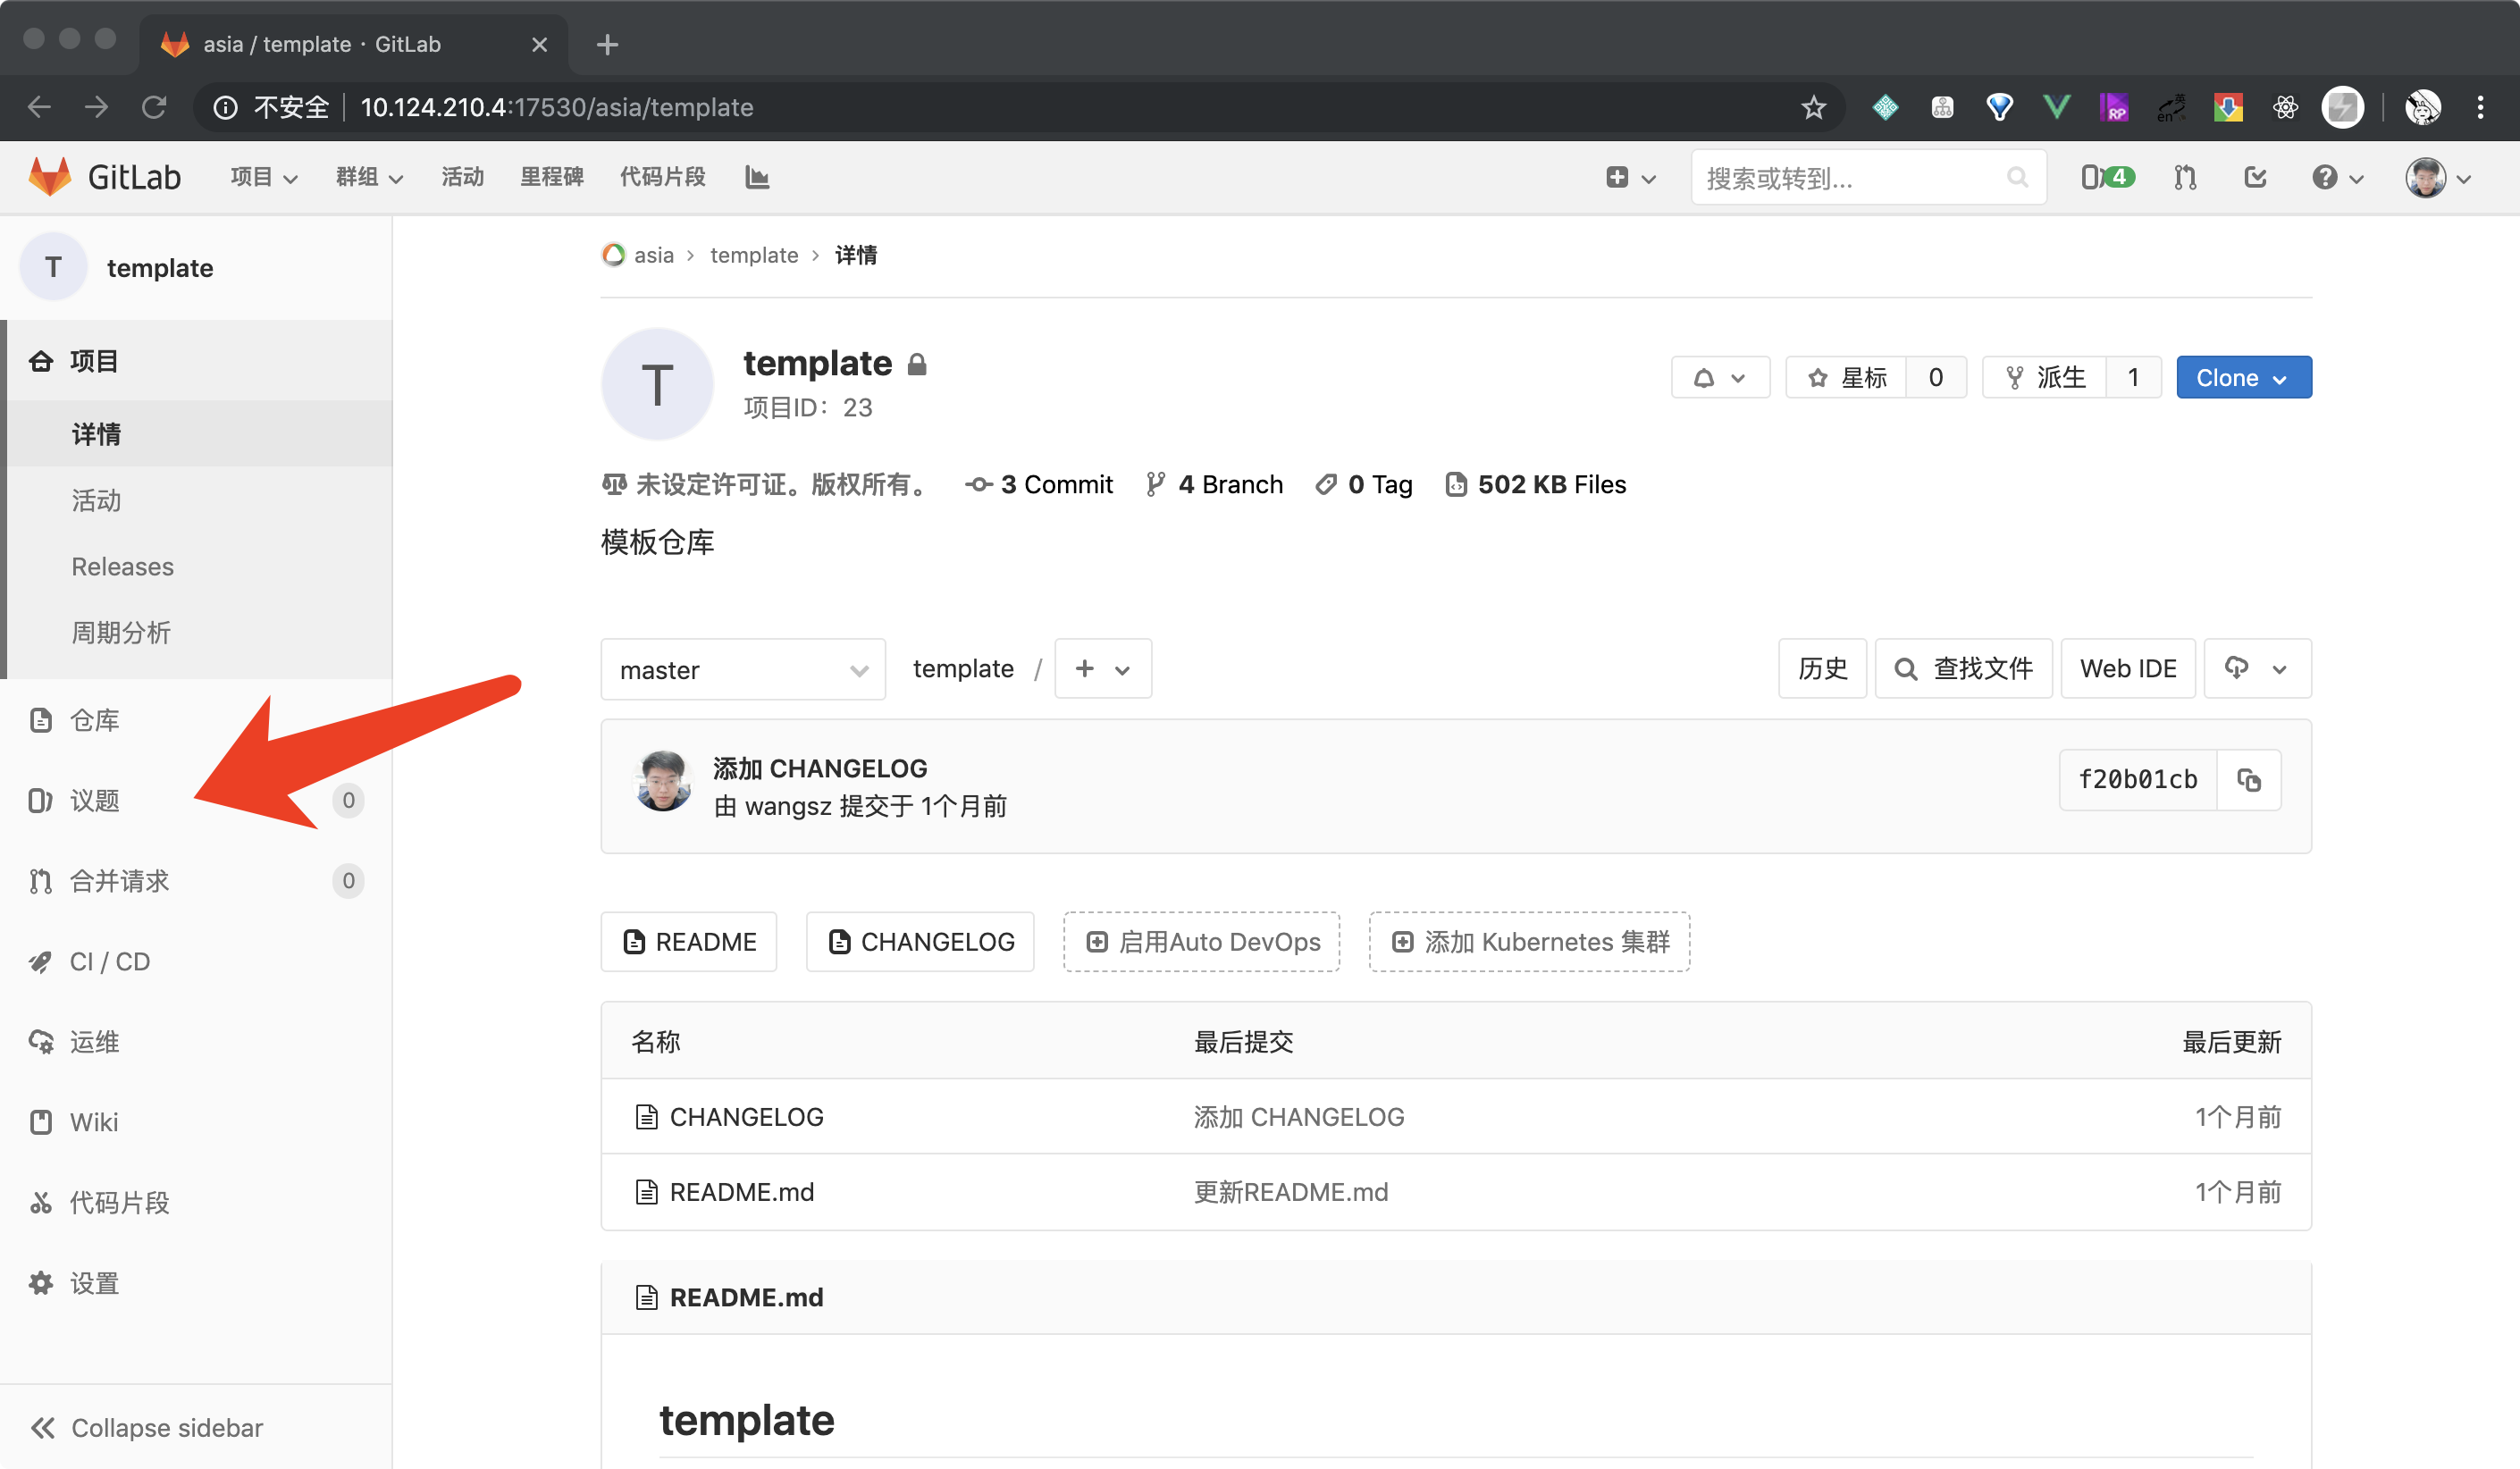 asia / template · GitLab
不安全 10.124.210.4:17530/asia/template
RP
英
en
GitLab 项目 群组 活动 里程碑 代码片段 搜索或转到... 4
T template
asia › template › 详情
项目
详情
活动
Releases
周期分析
仓库
议题 0
合并请求 0
CI / CD
运维
Wiki
代码片段
设置
Collapse sidebar
T
template
项目ID：23
星标 0 派生 1 Clone
未设定许可证。版权所有。 3 Commit 4 Branch 0 Tag 502 KB Files
模板仓库
master template / + 历史 查找文件 Web IDE
添加 CHANGELOG
由 wangsz 提交于 1个月前
f20b01cb
README CHANGELOG 启用Auto DevOps 添加 Kubernetes 集群
名称 最后提交 最后更新
CHANGELOG 添加 CHANGELOG 1个月前
README.md 更新README.md 1个月前
README.md
template